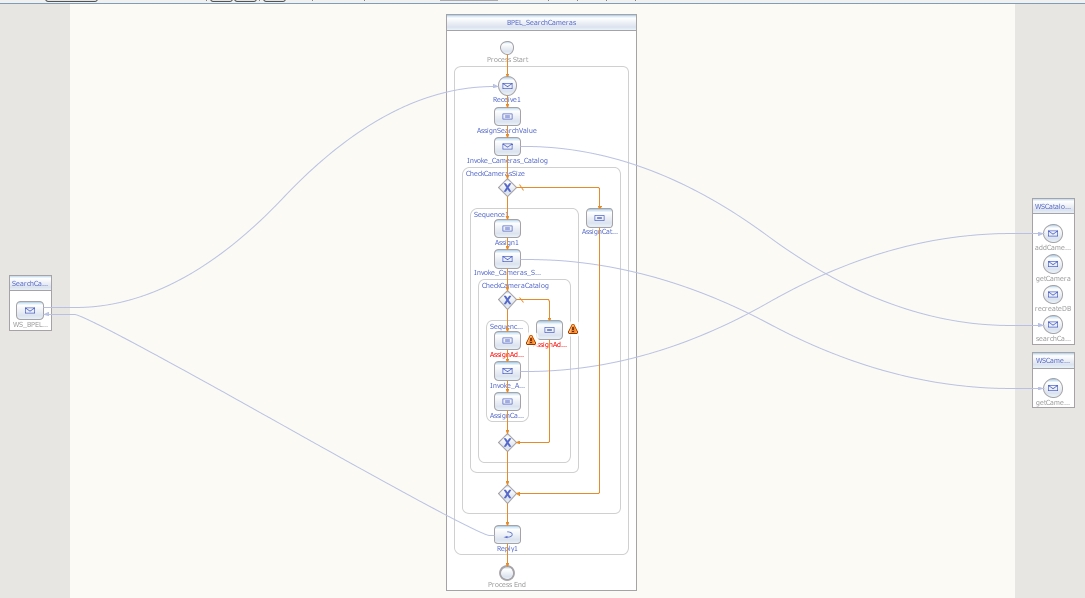 BPEL_SearchCameras
Process Start
Receive1
AssignSearchValue
Invoke_Cameras_Catalog
CheckCamerasSize
Sequence
AssignCat...
Assign1
Invoke_Cameras_S...
CheckCameraCatalog
Sequenc...
AssignAd...
ssignAd...
Invoke_A...
AssignCa...
Reply1
Process End
SearchCa...
WS_BPEL...
WSCatalo...
addCame...
getCamera
recreateDB
searchCa...
WSCame...
getCame...